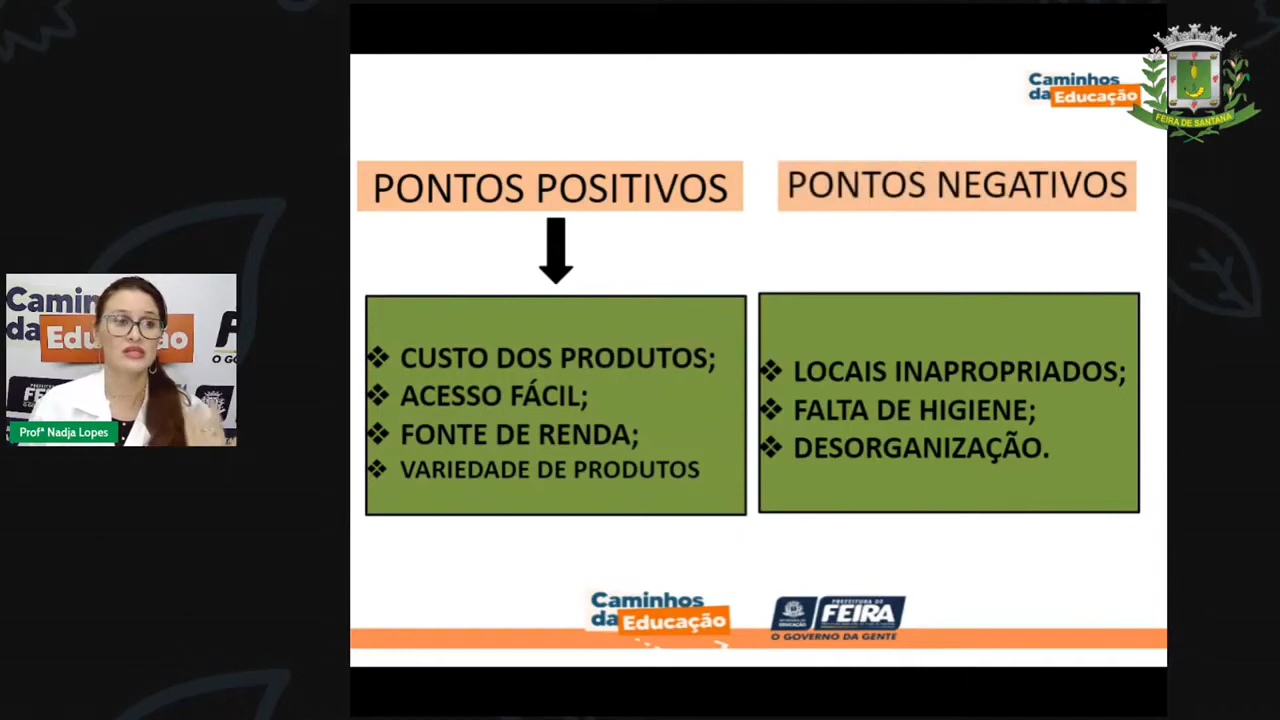 Caminhos
da Educação
FEIRA DE SANTANA
PONTOS POSITIVOS
PONTOS NEGATIVOS
❖ CUSTO DOS PRODUTOS;
❖ ACESSO FÁCIL;
❖ FONTE DE RENDA;
❖ VARIEDADE DE PRODUTOS
❖ LOCAIS INAPROPRIADOS;
❖ FALTA DE HIGIENE;
❖ DESORGANIZAÇÃO.
Profª Nadja Lopes
Caminhos
da Educação
PREFEITURA DE
FEIRA
EDUCAÇÃO
O GOVERNO DA GENTE